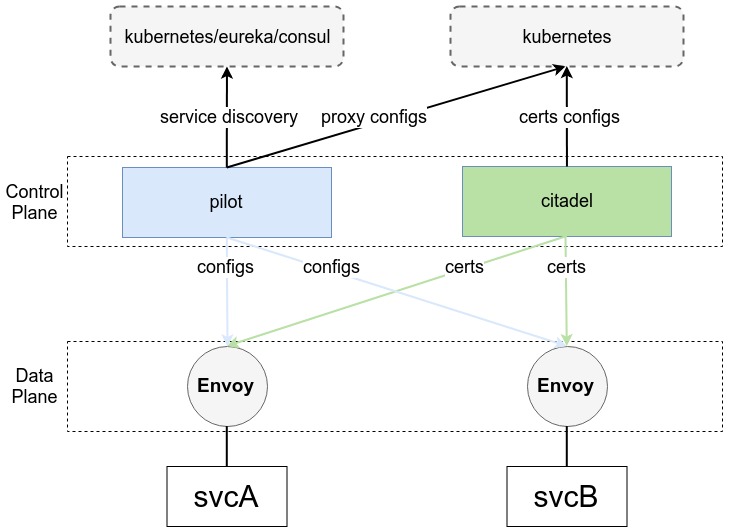 kubernetes/eureka/consul
kubernetes
service discovery
proxy configs
certs configs
Control
Plane
pilot
citadel
configs
configs
certs
certs
Data
Plane
Envoy
Envoy
svcA
svcB